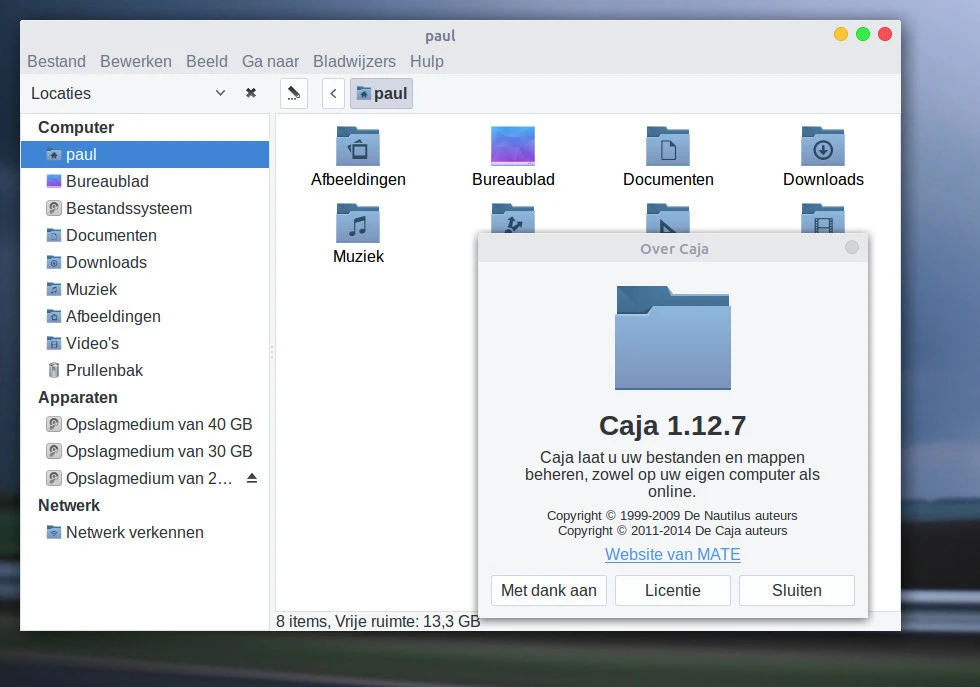 paul
Bestand Bewerken Beeld Ga naar Bladwijzers Hulp
Locaties
paul
Computer
paul
Bureaublad
Bestandssysteem
Documenten
Downloads
Muziek
Afbeeldingen
Video's
Prullenbak
Apparaten
Opslagmedium van 40 GB
Opslagmedium van 30 GB
Opslagmedium van 2...
Netwerk
Netwerk verkennen
Afbeeldingen Bureaublad Documenten Downloads
Muziek
Over Caja
Caja 1.12.7
Caja laat u uw bestanden en mappen
beheren, zowel op uw eigen computer als
online.
Copyright © 1999-2009 De Nautilus auteurs
Copyright © 2011-2014 De Caja auteurs
Website van MATE
Met dank aan Licentie Sluiten
8 items, Vrije ruimte: 13,3 GB